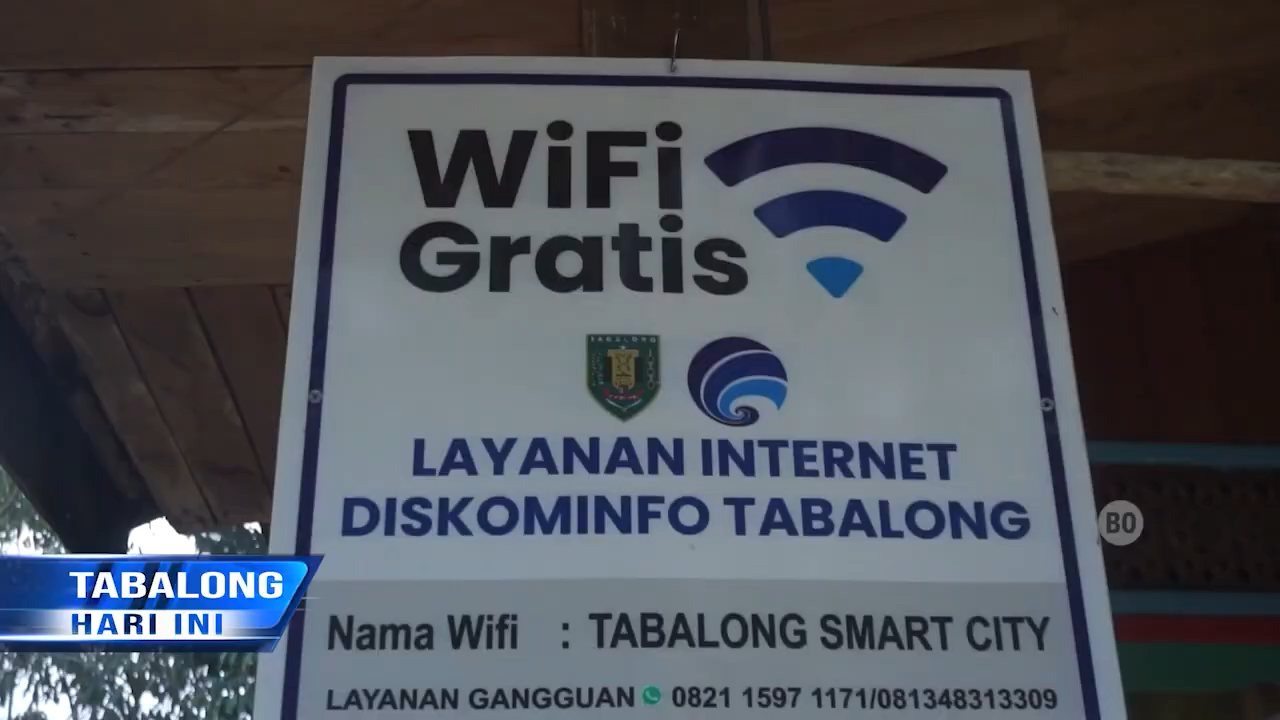 WiFi
Gratis
TABALONG
LAYANAN INTERNET
DISKOMINFO TABALONG
BO
TABALONG
HARI INI
Nama Wifi : TABALONG SMART CITY
LAYANAN GANGGUAN 0821 1597 1171/081348313309